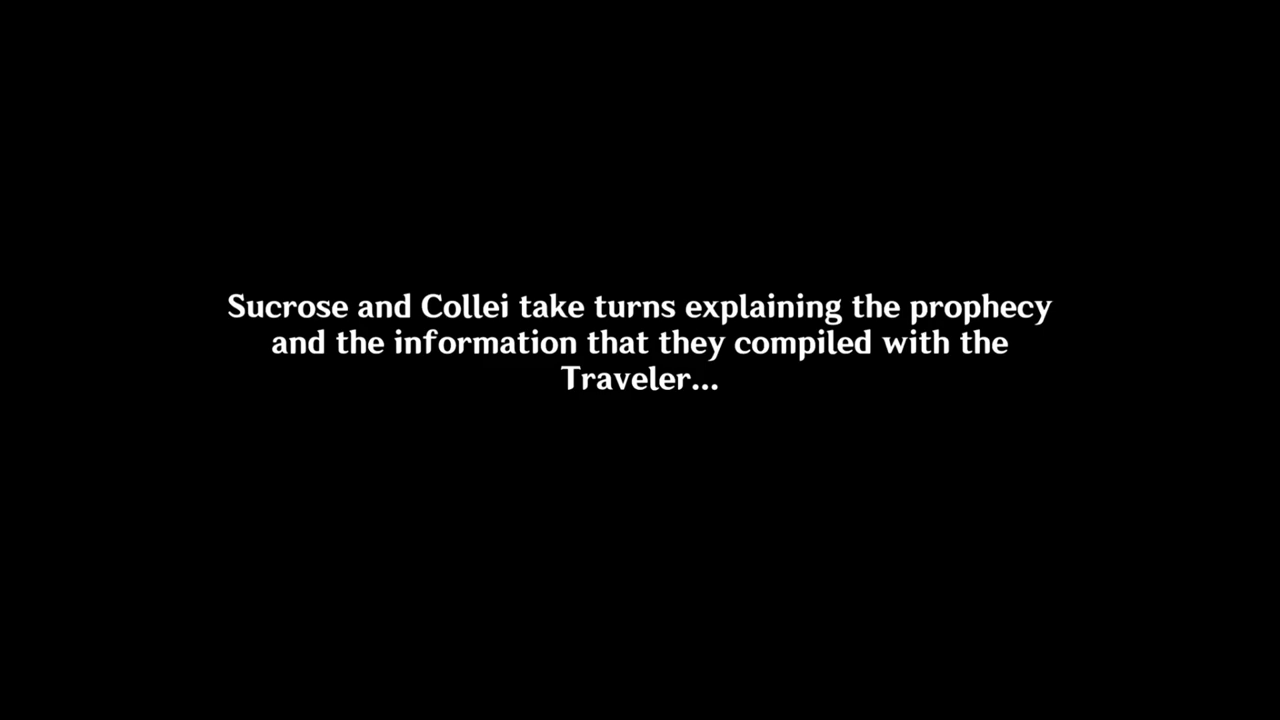 Sucrose and Collei take turns explaining the prophecy
and the information that they compiled with the
Traveler...